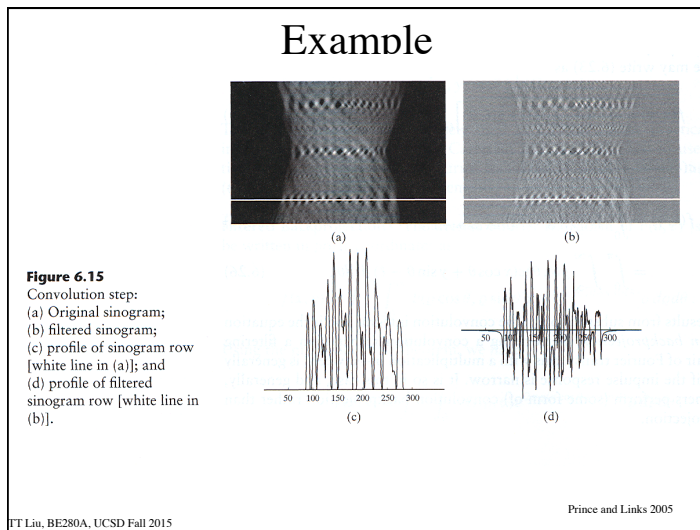 Example
(a)
(b)
Figure 6.15
Convolution step:
(a) Original sinogram;
(b) filtered sinogram;
(c) profile of sinogram row
[white line in (a)]; and
(d) profile of filtered
sinogram row [white line in
(b)].
50 100 150 200 250 300
(c)
50 100 150 200 250 300
(d)
Prince and Links 2005
TT Liu, BE280A, UCSD Fall 2015